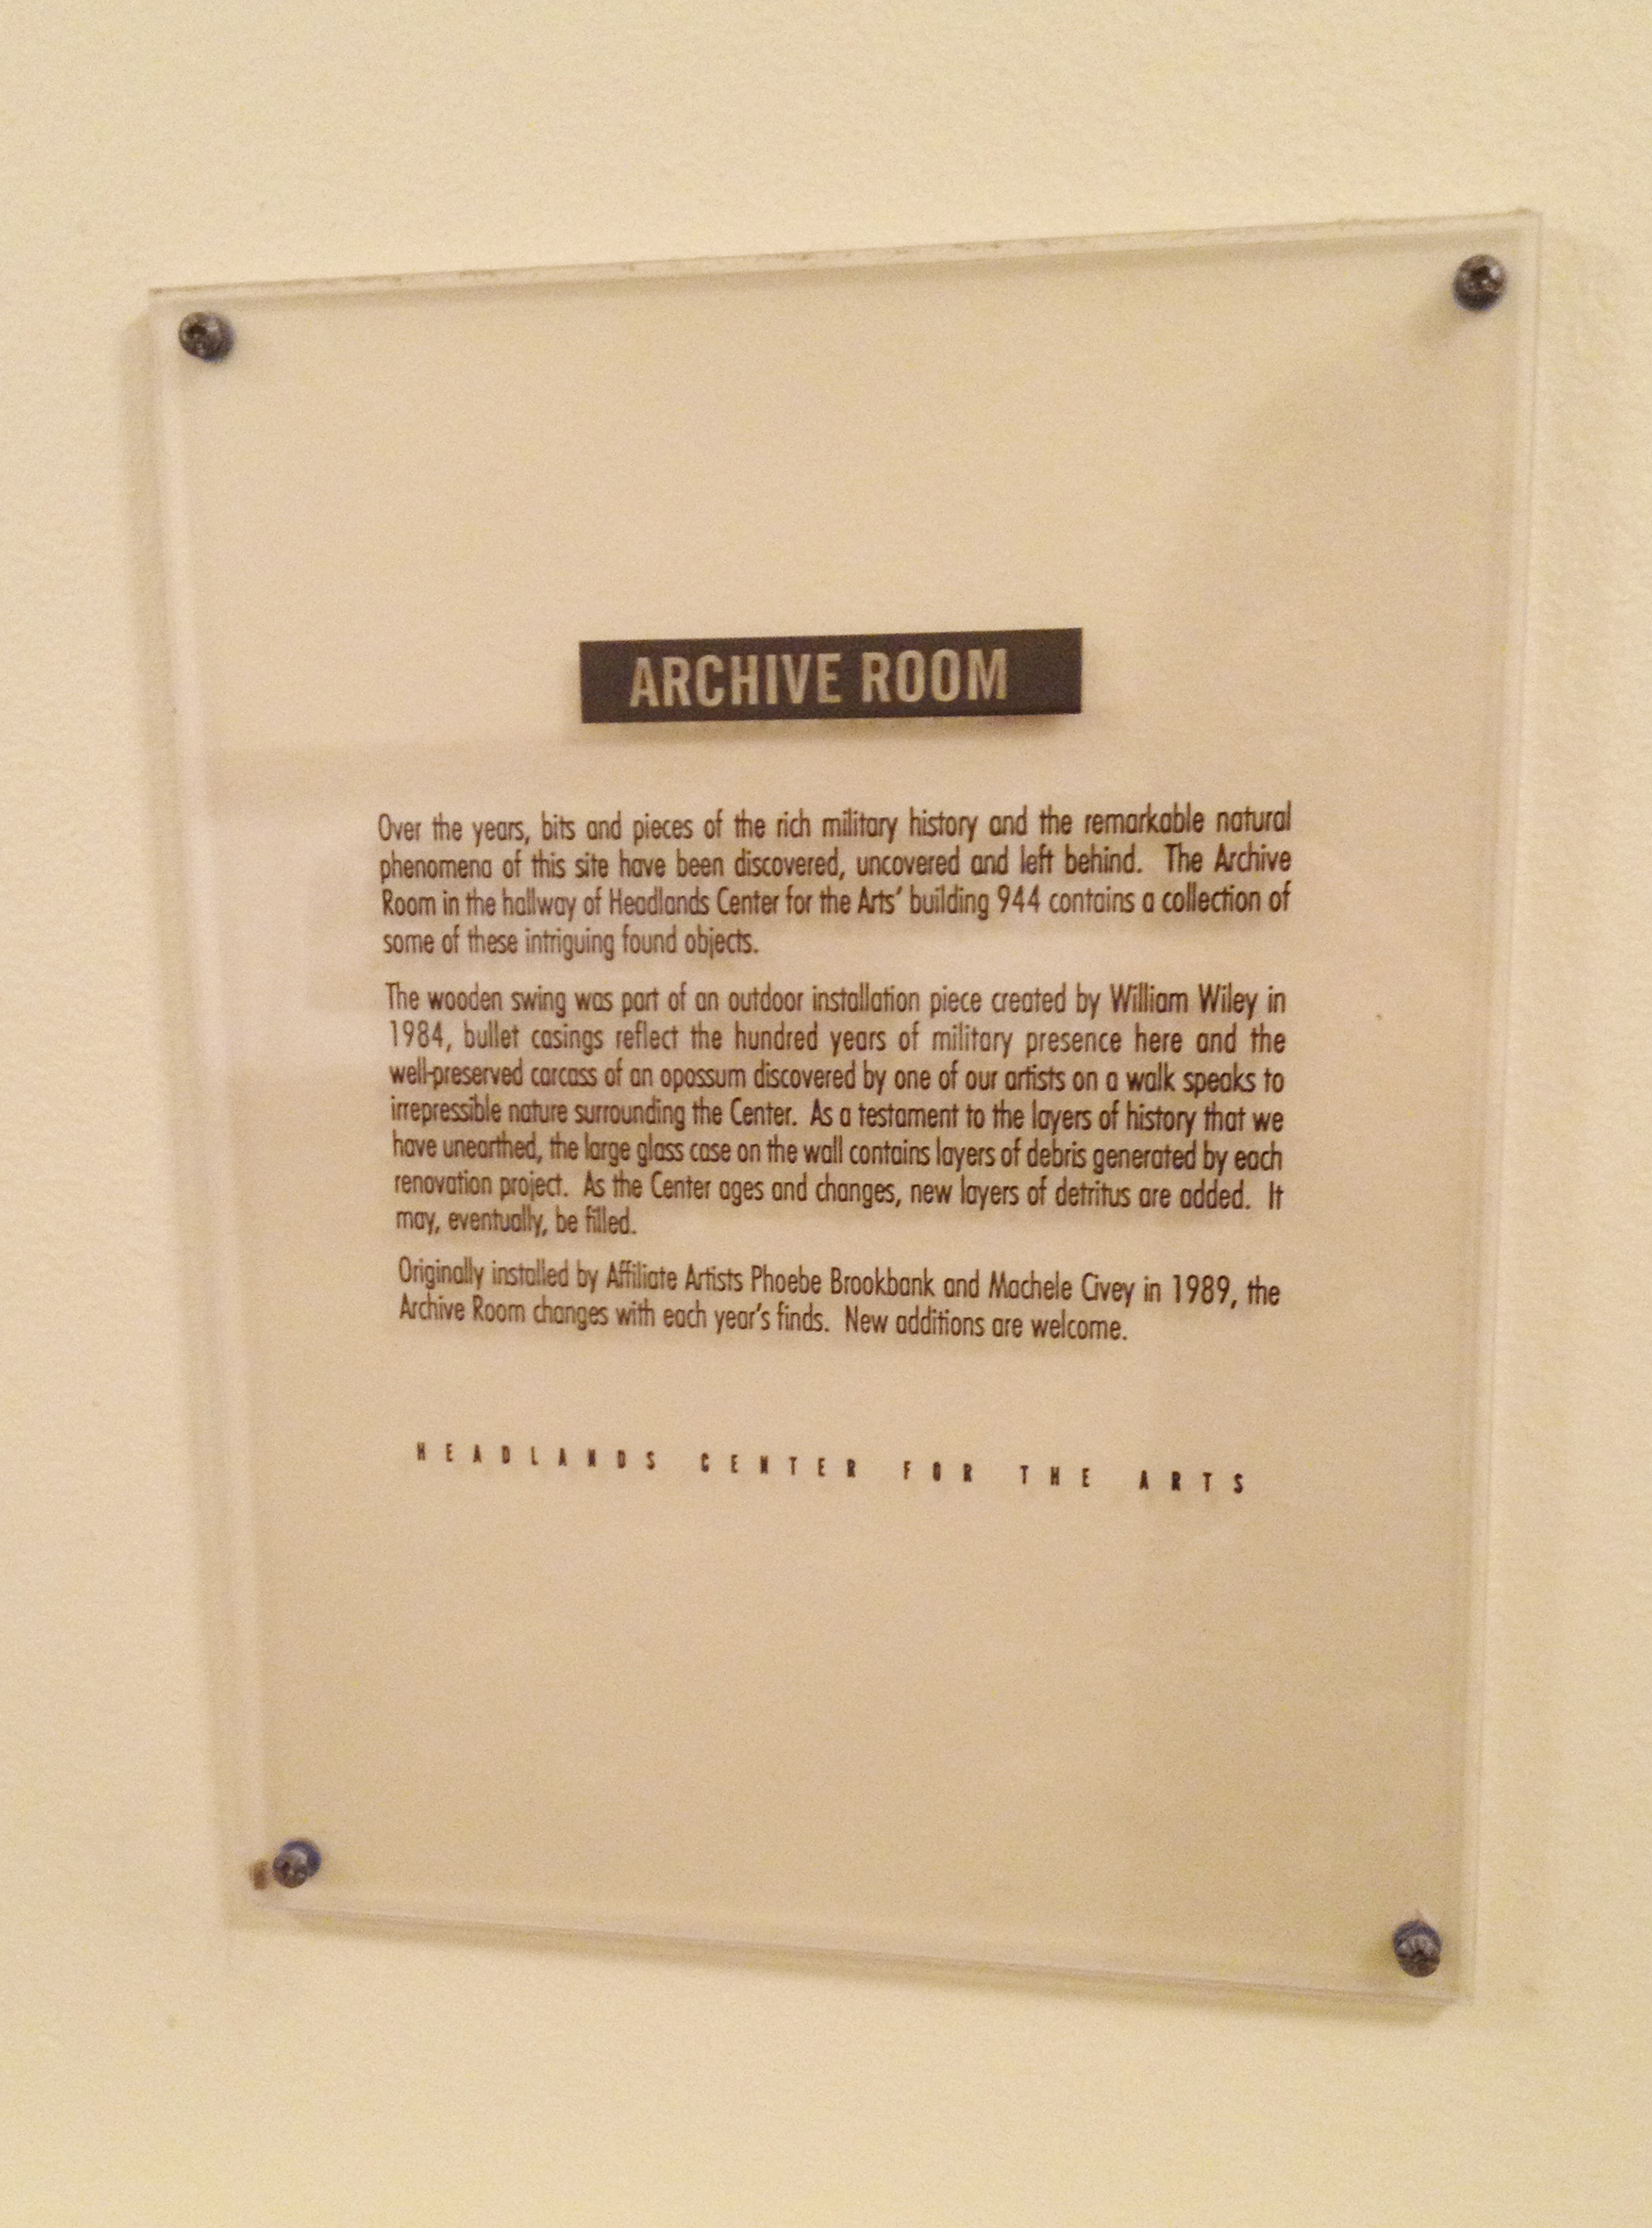 ARCHIVE ROOM
Over the years, bits and pieces of the rich military history and the remarkable natural
phenomena of this site have been discovered, uncovered and left behind. The Archive
Room in the hallway of Headlands Center for the Arts' building 944 contains a collection of
some of these intriguing found objects.
The wooden swing was part of an outdoor installation piece created by William Wiley in
1984, bullet casings reflect the hundred years of military presence here and the
well-preserved carcass of an opossum discovered by one of our artists on a walk speaks to
irrepressible nature surrounding the Center. As a testament to the layers of history that we
have unearthed, the large glass case on the wall contains layers of debris generated by each
renovation project. As the Center ages and changes, new layers of detritus are added. It
may, eventually, be filled.
Originally installed by Affiliate Artists Phoebe Brookbank and Machele Civey in 1989, the
Archive Room changes with each year's finds. New additions are welcome.
HEADLANDS CENTER FOR THE ARTS